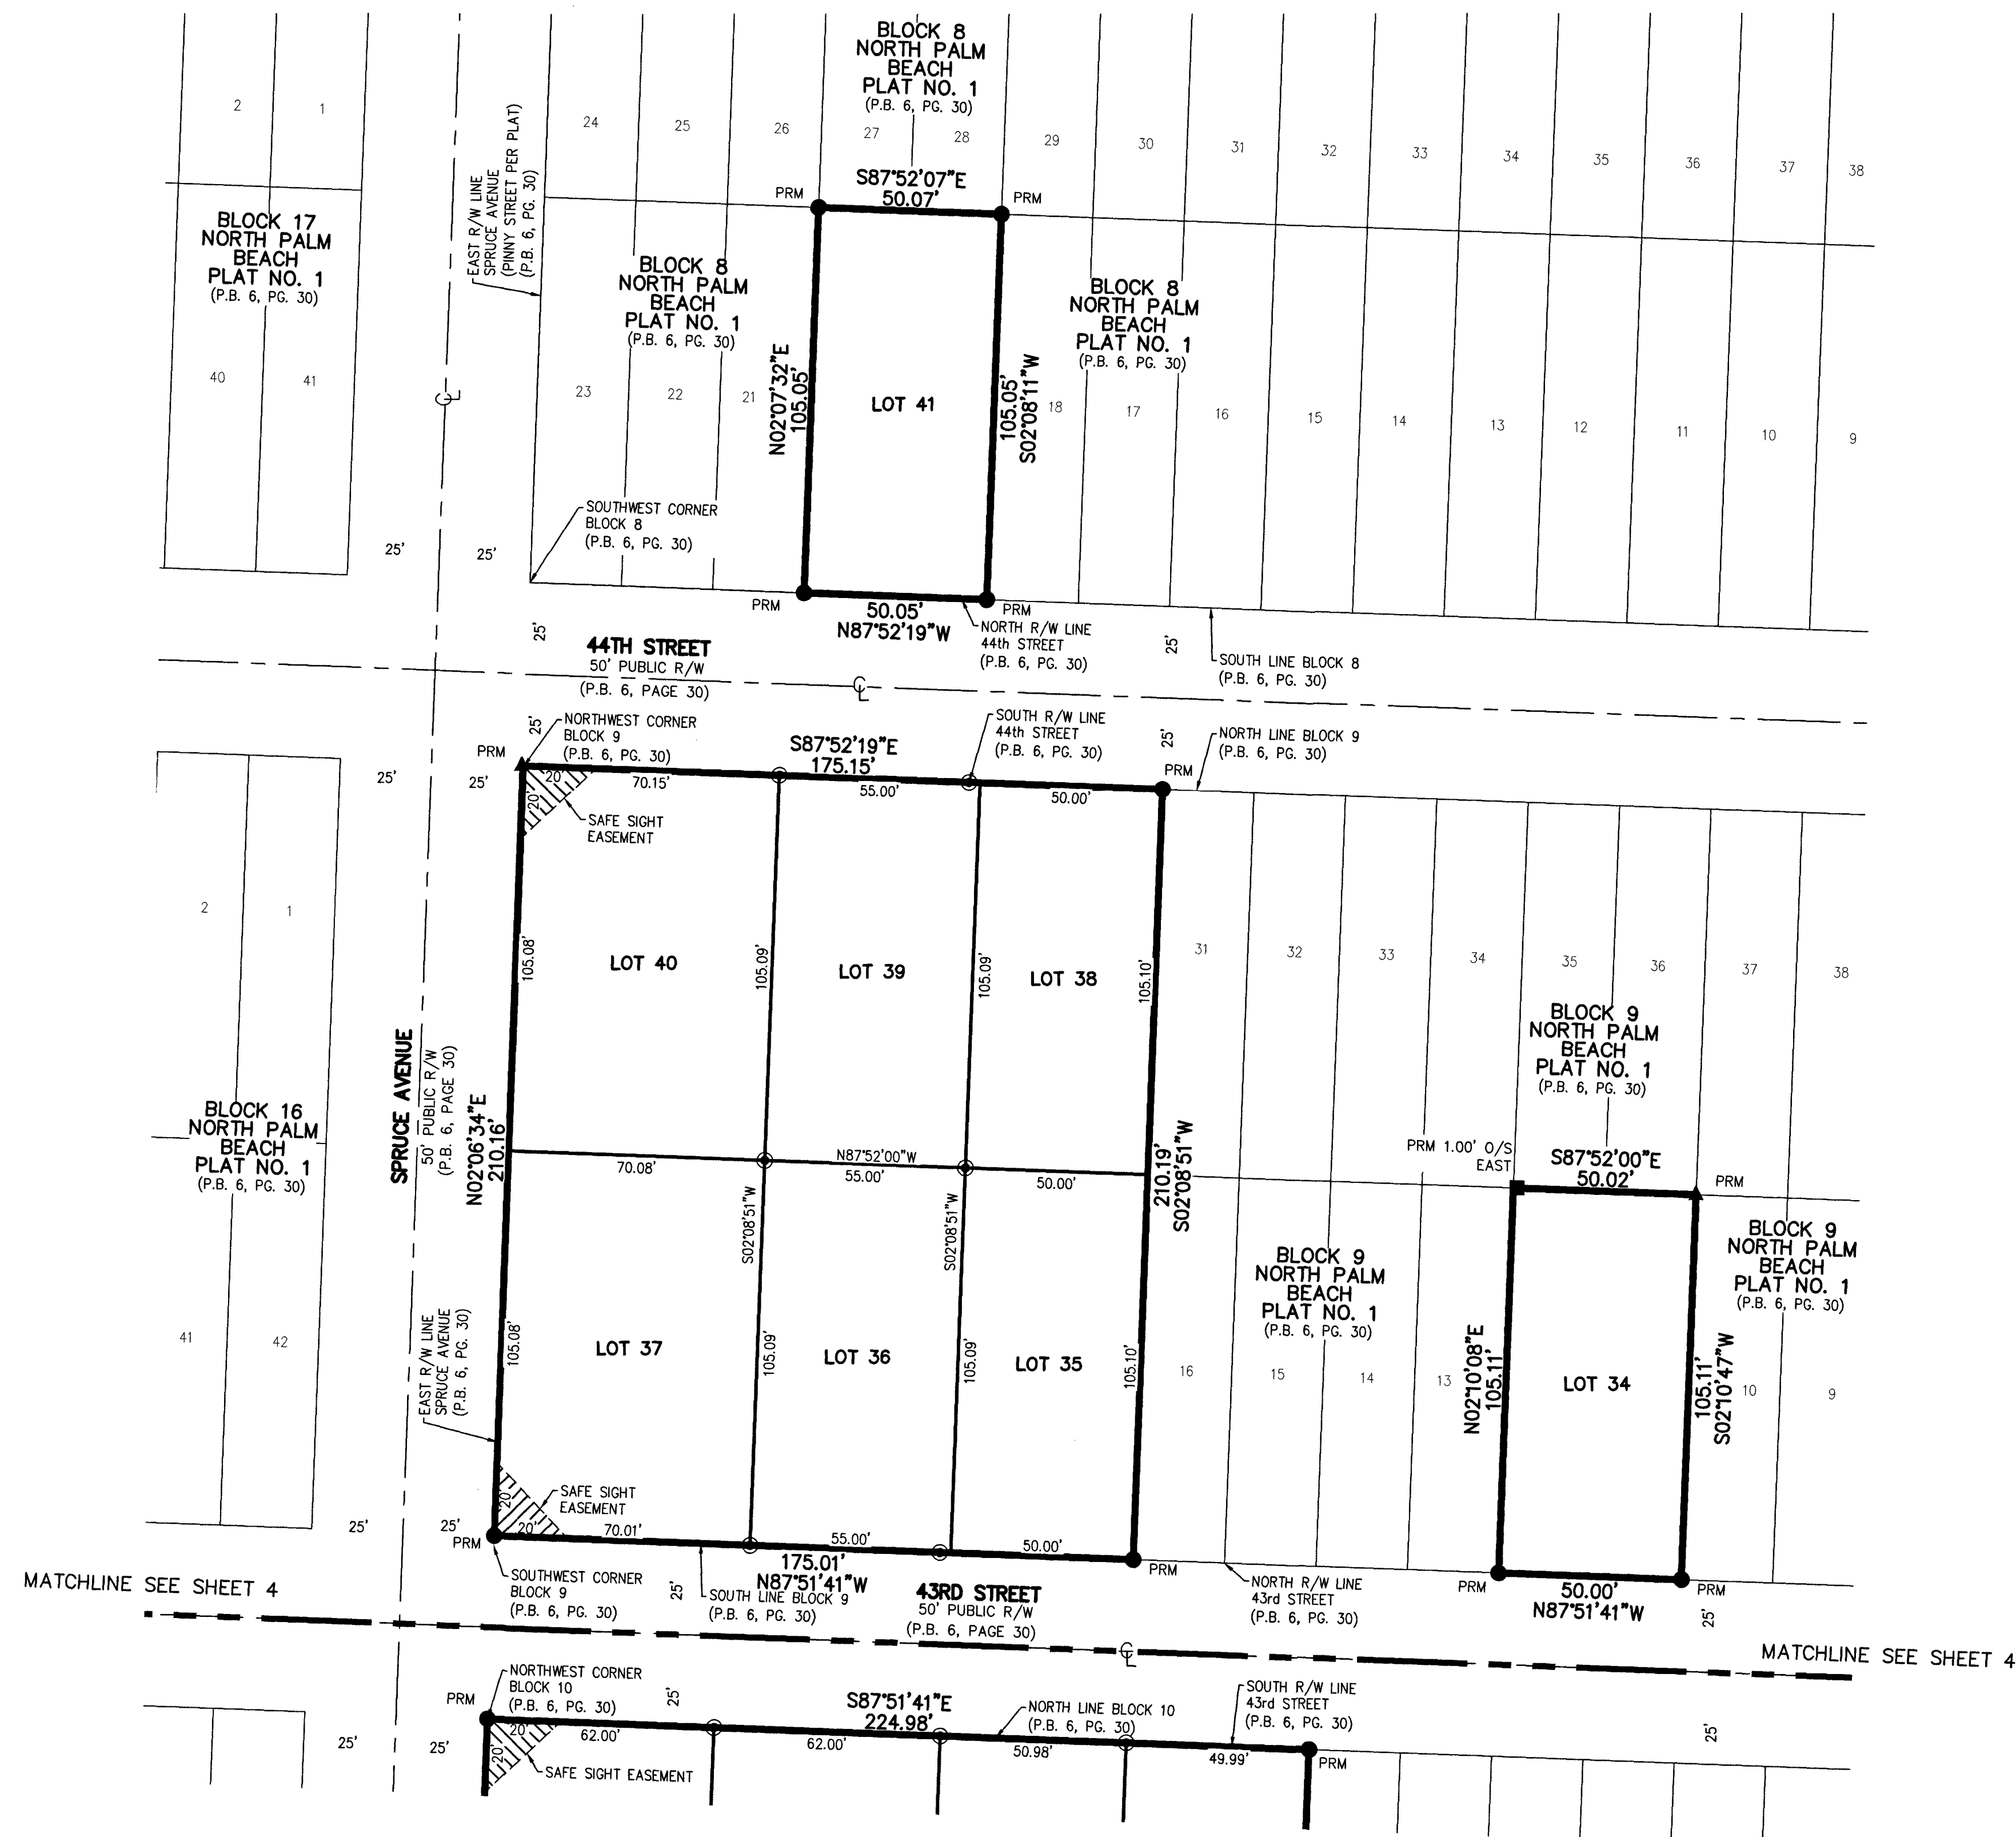 BLOCK 8
NORTH PALM
BEACH
PLAT NO. 1
(P.B. 6, PG. 30)
2
1
24
25
26
27
28
29
30
31
32
33
34
35
36
37
38
EAST R/W LINE
SPRUCE AVENUE
(PINNY STREET PER PLAT)
(P.B. 6, PG. 30)
S87°52'07"E
50.07'
PRM
PRM
BLOCK 17
NORTH PALM
BEACH
PLAT NO. 1
(P.B. 6, PG. 30)
BLOCK 8
NORTH PALM
BEACH
PLAT NO. 1
(P.B. 6, PG. 30)
BLOCK 8
NORTH PALM
BEACH
PLAT NO. 1
(P.B. 6, PG. 30)
40
41
23
22
21
N02°07'32"E
105.05'
LOT 41
105.05'
S02°08'11"W
18
17
16
15
14
13
12
11
10
9
CL
SOUTHWEST CORNER
BLOCK 8
(P.B. 6, PG. 30)
25'
25'
PRM
50.05'
N87°52'19"W
PRM
NORTH R/W LINE
44th STREET
(P.B. 6, PG. 30)
25'
44TH STREET
50' PUBLIC R/W
(P.B. 6, PAGE 30)
CL
25'
SOUTH LINE BLOCK 8
(P.B. 6, PG. 30)
PRM
25'
NORTHWEST CORNER
BLOCK 9
(P.B. 6, PG. 30)
S87°52'19"E
175.15'
SOUTH R/W LINE
44th STREET
(P.B. 6, PG. 30)
25'
PRM
NORTH LINE BLOCK 9
(P.B. 6, PG. 30)
25'
25'
20'
20'
70.15'
55.00'
50.00'
SAFE SIGHT
EASEMENT
2
1
105.08'
LOT 40
105.09'
LOT 39
105.09'
LOT 38
105.10'
31
32
33
34
35
36
37
38
BLOCK 9
NORTH PALM
BEACH
PLAT NO. 1
(P.B. 6, PG. 30)
SPRUCE AVENUE
50' PUBLIC R/W
(P.B. 6, PAGE 30)
BLOCK 16
NORTH PALM
BEACH
PLAT NO. 1
(P.B. 6, PG. 30)
N02°06'34"E
210.16'
70.08'
N87°52'00"W
55.00'
50.00'
210.19'
S02°08'51"W
PRM 1.00' O/S
EAST
S87°52'00"E
50.02'
PRM
S02°08'51"W
S02°08'51"W
BLOCK 9
NORTH PALM
BEACH
PLAT NO. 1
(P.B. 6, PG. 30)
BLOCK 9
NORTH PALM
BEACH
PLAT NO. 1
(P.B. 6, PG. 30)
41
42
EAST R/W LINE
SPRUCE AVENUE
(P.B. 6, PG. 30)
105.08'
LOT 37
105.09'
LOT 36
105.09'
LOT 35
105.10'
16
15
14
13
N02°10'08"E
105.11'
LOT 34
105.11'
S02°10'47"W
10
9
SAFE SIGHT
EASEMENT
20'
20'
25'
25'
PRM
70.01'
55.00'
50.00'
175.01'
N87°51'41"W
PRM
SOUTHWEST CORNER
BLOCK 9
(P.B. 6, PG. 30)
25'
SOUTH LINE BLOCK 9
(P.B. 6, PG. 30)
43RD STREET
50' PUBLIC R/W
(P.B. 6, PAGE 30)
NORTH R/W LINE
43rd STREET
(P.B. 6, PG. 30)
PRM
50.00'
N87°51'41"W
PRM
25'
MATCHLINE SEE SHEET 4
CL
MATCHLINE SEE SHEET 4
PRM
NORTHWEST CORNER
BLOCK 10
(P.B. 6, PG. 30)
25'
S87°51'41"E
224.98'
NORTH LINE BLOCK 10
(P.B. 6, PG. 30)
SOUTH R/W LINE
43rd STREET
(P.B. 6, PG. 30)
25'
25'
25'
20'
20'
62.00'
62.00'
50.98'
49.99'
PRM
SAFE SIGHT EASEMENT